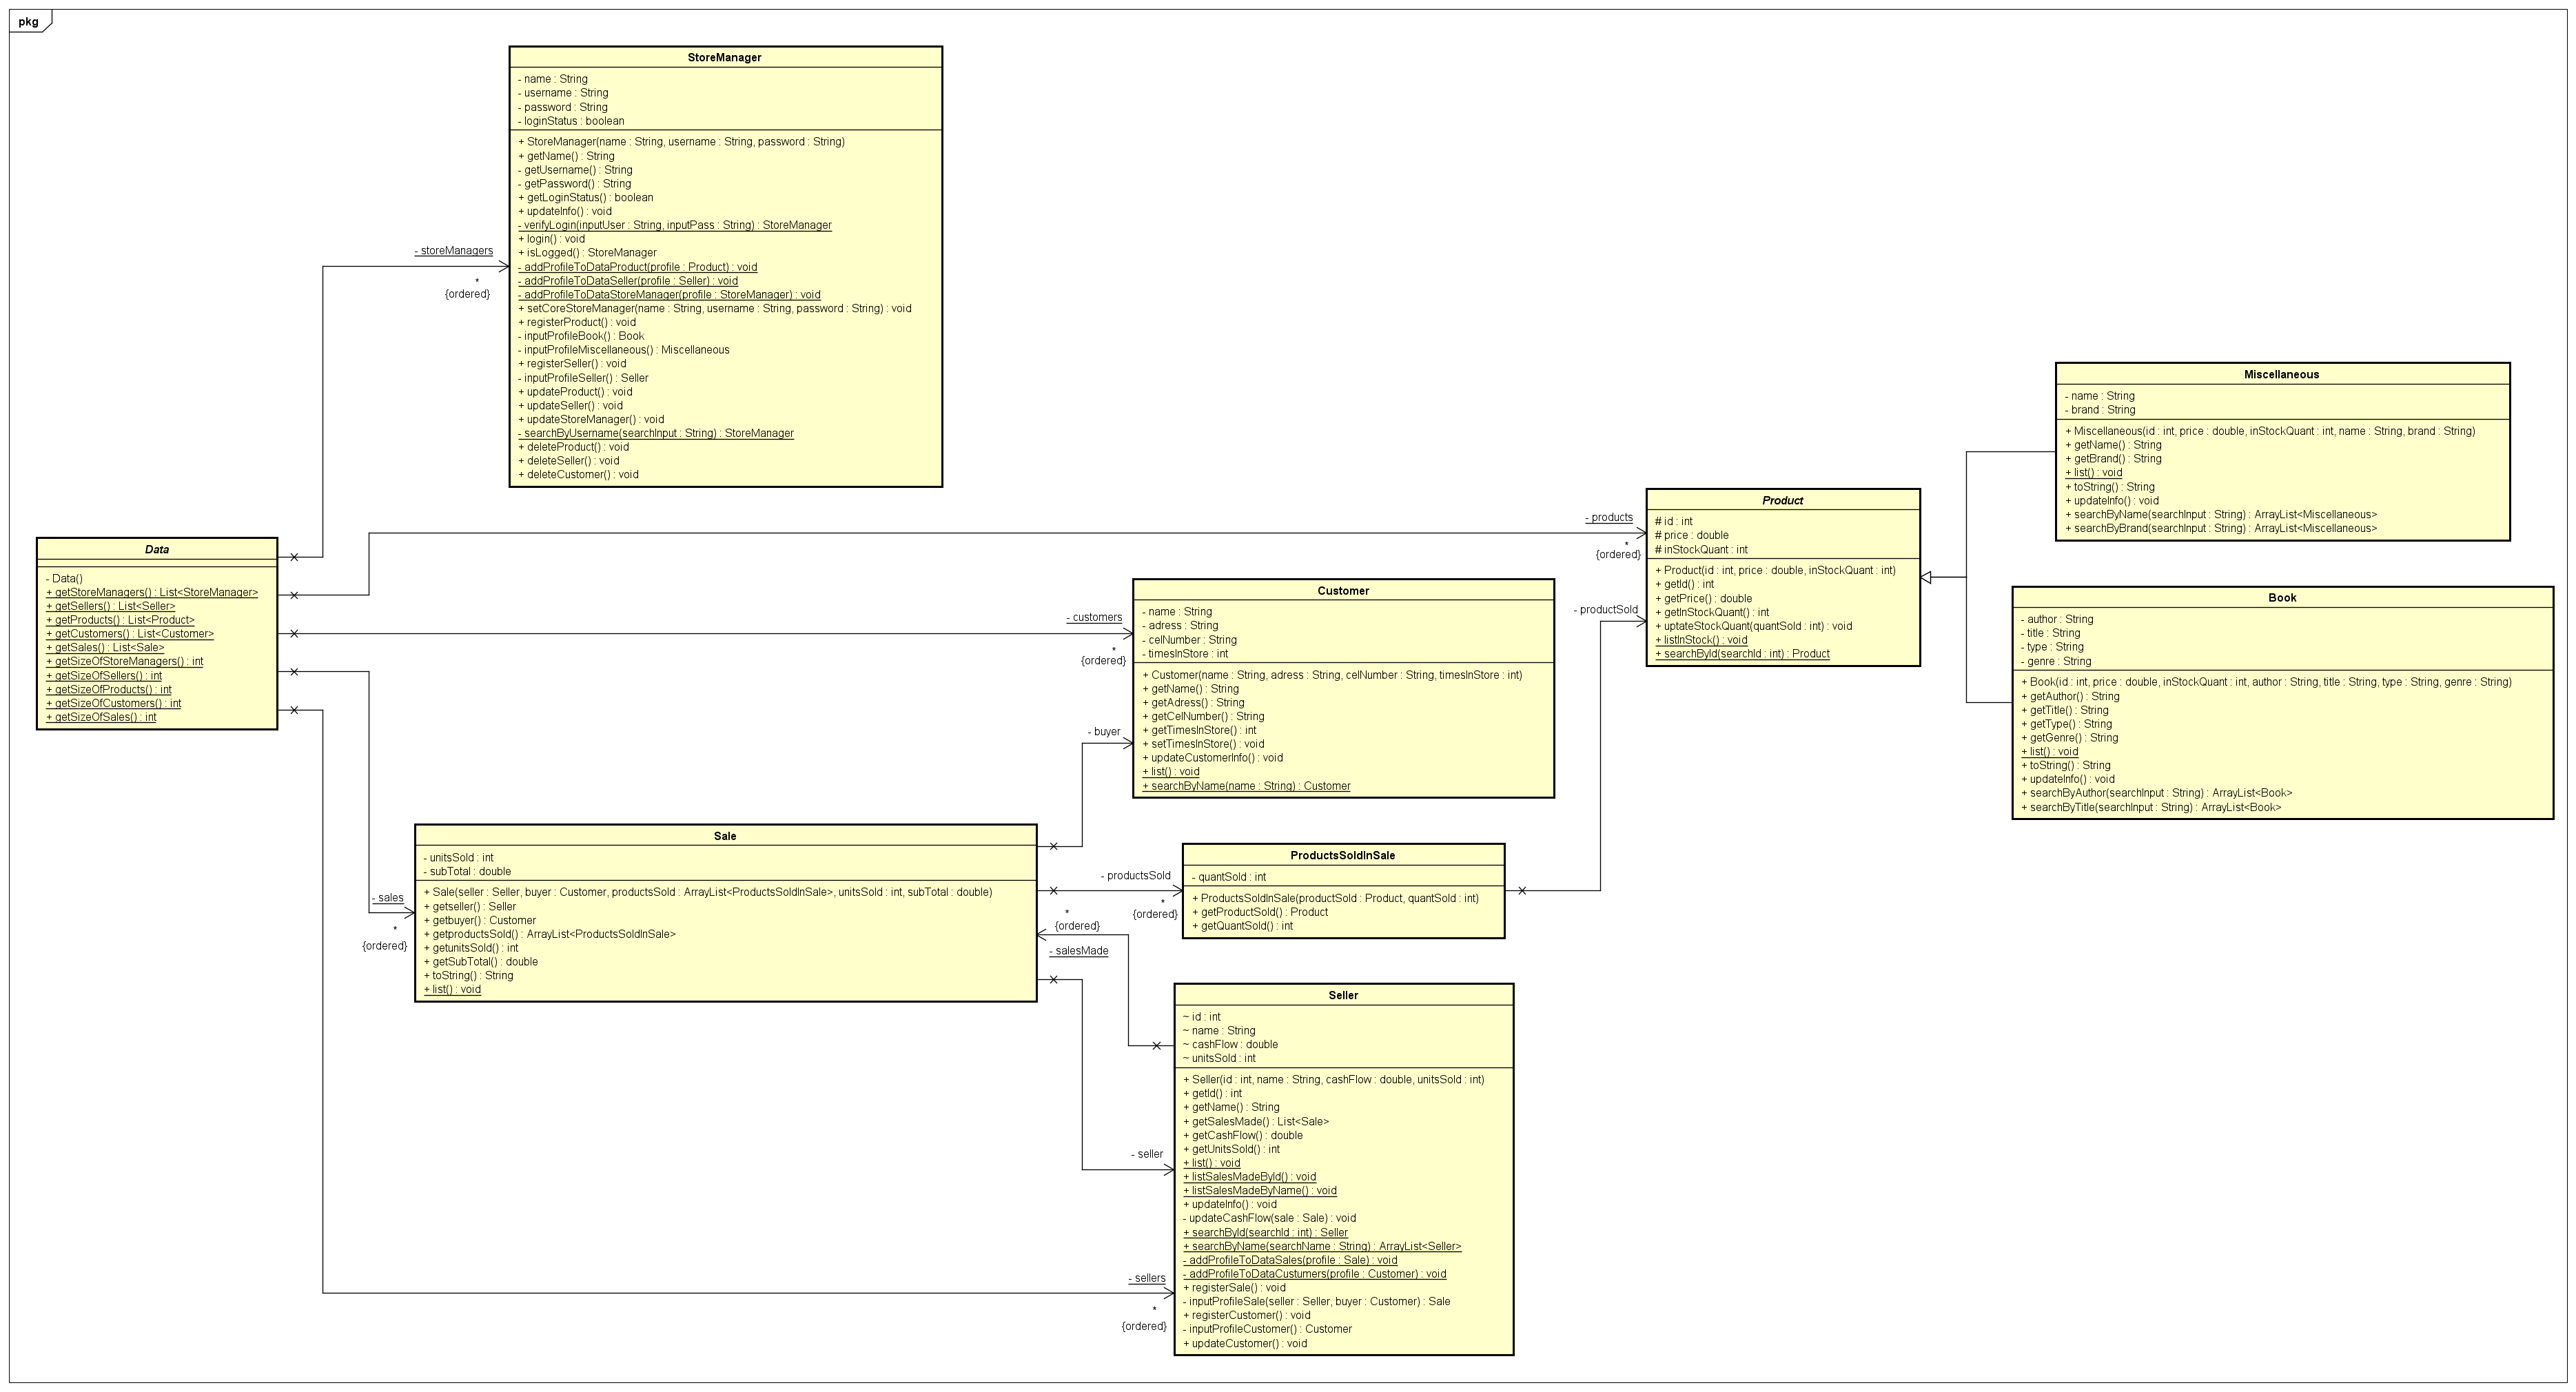 pkg
StoreManager
- name : String
- username : String
- password : String
- loginStatus : boolean
+ StoreManager(name : String, username : String, password : String)
+ getName() : String
- getUsername() : String
- getPassword() : String
+ getLoginStatus() : boolean
+ updateInfo() : void
- verifyLogin(inputUser : String, inputPass : String) : StoreManager
+ login() : void
+ isLogged() : StoreManager
- addProfileToDataProduct(profile : Product) : void
- addProfileToDataSeller(profile : Seller) : void
- addProfileToDataStoreManager(profile : StoreManager) : void
+ setCoreStoreManager(name : String, username : String, password : String) : void
+ registerProduct() : void
- inputProfileBook() : Book
- inputProfileMiscellaneous() : Miscellaneous
+ registerSeller() : void
- inputProfileSeller() : Seller
+ updateProduct() : void
+ updateSeller() : void
+ updateStoreManager() : void
- searchByUsername(searchInput : String) : StoreManager
+ deleteProduct() : void
+ deleteSeller() : void
+ deleteCustomer() : void
- storeManagers
*
{ordered}
Data
- Data()
+ getStoreManagers() : List<StoreManager>
+ getSellers() : List<Seller>
+ getProducts() : List<Product>
+ getCustomers() : List<Customer>
+ getSales() : List<Sale>
+ getSizeOfStoreManagers() : int
+ getSizeOfSellers() : int
+ getSizeOfProducts() : int
+ getSizeOfCustomers() : int
+ getSizeOfSales() : int
- products
*
{ordered}
- customers
*
{ordered}
Customer
- name : String
- adress : String
- celNumber : String
- timesInStore : int
+ Customer(name : String, adress : String, celNumber : String, timesInStore : int)
+ getName() : String
+ getAdress() : String
+ getCelNumber() : String
+ getTimesInStore() : int
+ setTimesInStore() : void
+ updateCustomerInfo() : void
+ list() : void
+ searchByName(name : String) : Customer
- buyer
Product
# id : int
# price : double
# inStockQuant : int
+ Product(id : int, price : double, inStockQuant : int)
+ getId() : int
+ getPrice() : double
+ getInStockQuant() : int
+ uptateStockQuant(quantSold : int) : void
+ listInStock() : void
+ searchById(searchId : int) : Product
- productSold
Miscellaneous
- name : String
- brand : String
+ Miscellaneous(id : int, price : double, inStockQuant : int, name : String, brand : String)
+ getName() : String
+ getBrand() : String
+ list() : void
+ toString() : String
+ updateInfo() : void
+ searchByName(searchInput : String) : ArrayList<Miscellaneous>
+ searchByBrand(searchInput : String) : ArrayList<Miscellaneous>
Book
- author : String
- title : String
- type : String
- genre : String
+ Book(id : int, price : double, inStockQuant : int, author : String, title : String, type : String, genre : String)
+ getAuthor() : String
+ getTitle() : String
+ getType() : String
+ getGenre() : String
+ list() : void
+ toString() : String
+ updateInfo() : void
+ searchByAuthor(searchInput : String) : ArrayList<Book>
+ searchByTitle(searchInput : String) : ArrayList<Book>
Sale
- unitsSold : int
- subTotal : double
+ Sale(seller : Seller, buyer : Customer, productsSold : ArrayList<ProductsSoldInSale>, unitsSold : int, subTotal : double)
+ getseller() : Seller
+ getbuyer() : Customer
+ getproductsSold() : ArrayList<ProductsSoldInSale>
+ getunitsSold() : int
+ getSubTotal() : double
+ toString() : String
+ list() : void
- sales
*
{ordered}
- productsSold
*
{ordered}
*
{ordered}
- salesMade
ProductsSoldInSale
- quantSold : int
+ ProductsSoldInSale(productSold : Product, quantSold : int)
+ getProductSold() : Product
+ getQuantSold() : int
Seller
~ id : int
~ name : String
~ cashFlow : double
~ unitsSold : int
+ Seller(id : int, name : String, cashFlow : double, unitsSold : int)
+ getId() : int
+ getName() : String
+ getSalesMade() : List<Sale>
+ getCashFlow() : double
+ getUnitsSold() : int
+ list() : void
+ listSalesMadeById() : void
+ listSalesMadeByName() : void
+ updateInfo() : void
- updateCashFlow(sale : Sale) : void
+ searchById(searchId : int) : Seller
+ searchByName(searchName : String) : ArrayList<Seller>
- addProfileToDataSales(profile : Sale) : void
- addProfileToDataCustumers(profile : Customer) : void
+ registerSale() : void
- inputProfileSale(seller : Seller, buyer : Customer) : Sale
+ registerCustomer() : void
- inputProfileCustomer() : Customer
+ updateCustomer() : void
- seller
- sellers
*
{ordered}